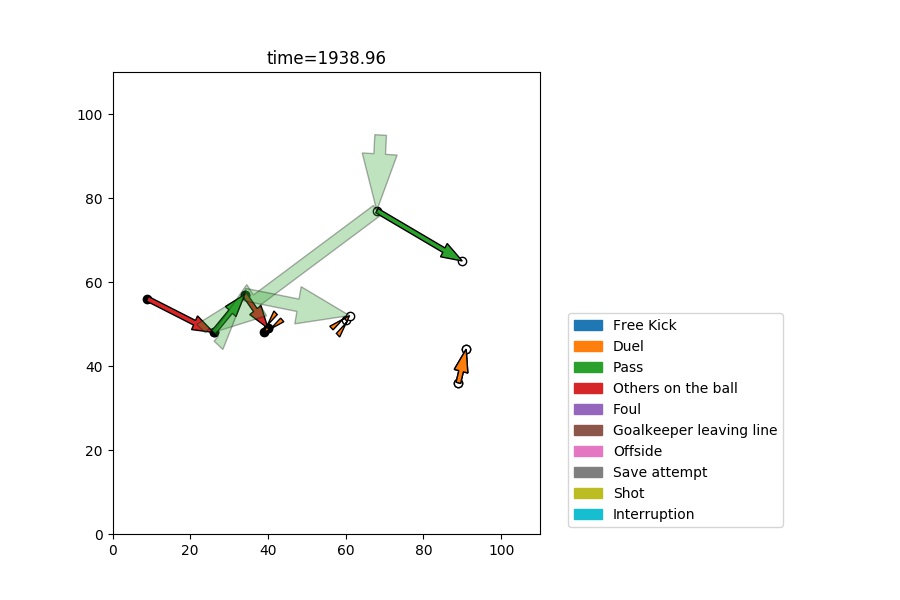 time=1938.96
100
80
60
40
20
0
0 20 40 60 80 100
Free Kick
Duel
Pass
Others on the ball
Foul
Goalkeeper leaving line
Offside
Save attempt
Shot
Interruption